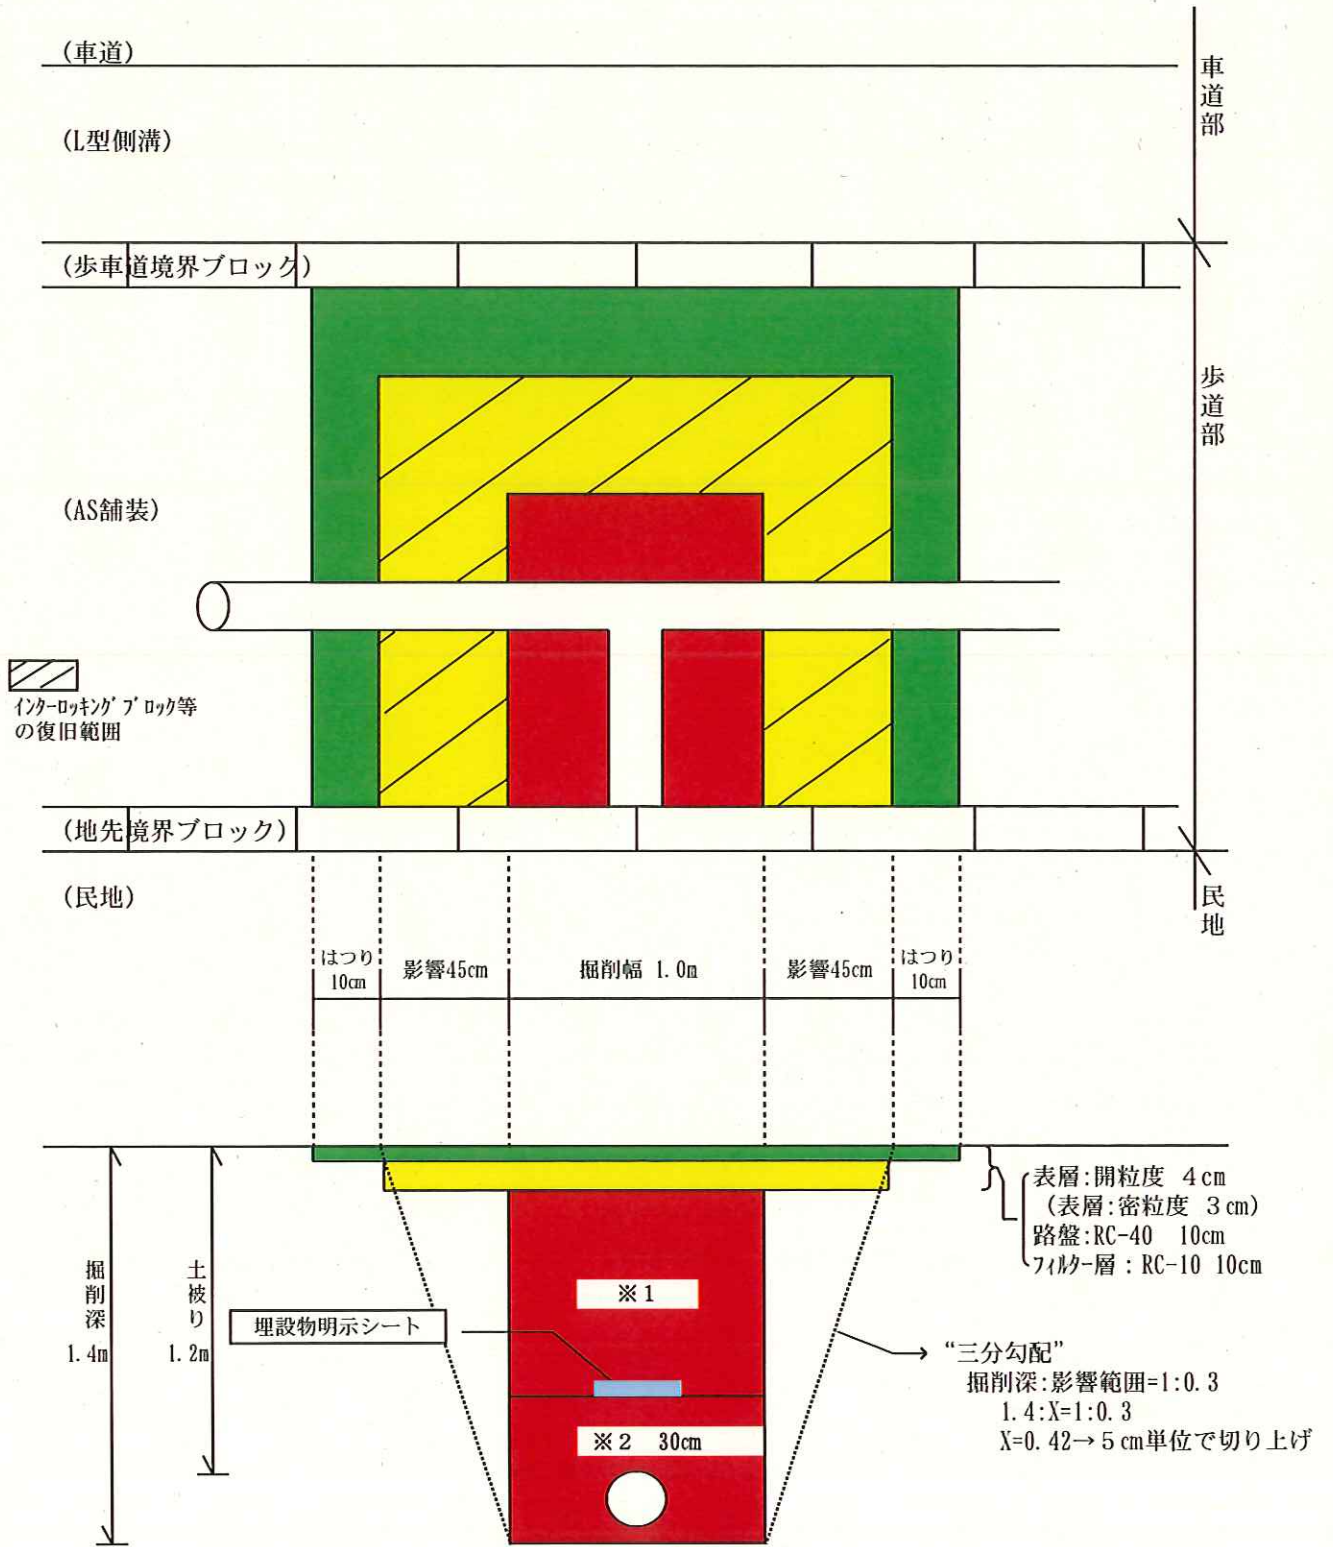 (車道)
車道部
(L型側溝)
(歩車道境界ブロック)
歩道部
(AS舗装)
インターロッキングブロック等
の復旧範囲
(地先境界ブロック)
(民地)
民地
はつり
10cm
影響45cm
掘削幅 1.0m
影響45cm
はつり
10cm
表層:開粒度 4cm
(表層:密粒度 3cm)
路盤:RC-40 10cm
フィルター層:RC-10 10cm
掘削深
1.4m
土被り
1.2m
※1
埋設物明示シート
※2 30cm
“三分勾配”
掘削深:影響範囲=1:0.3
1.4:X=1:0.3
X=0.42→5cm単位で切り上げ